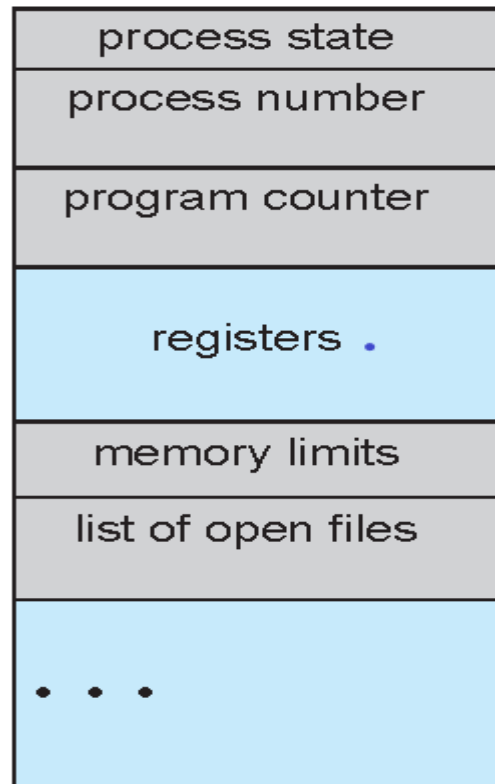 process state
process number
program counter
registers .
memory limits
list of open files
. . .